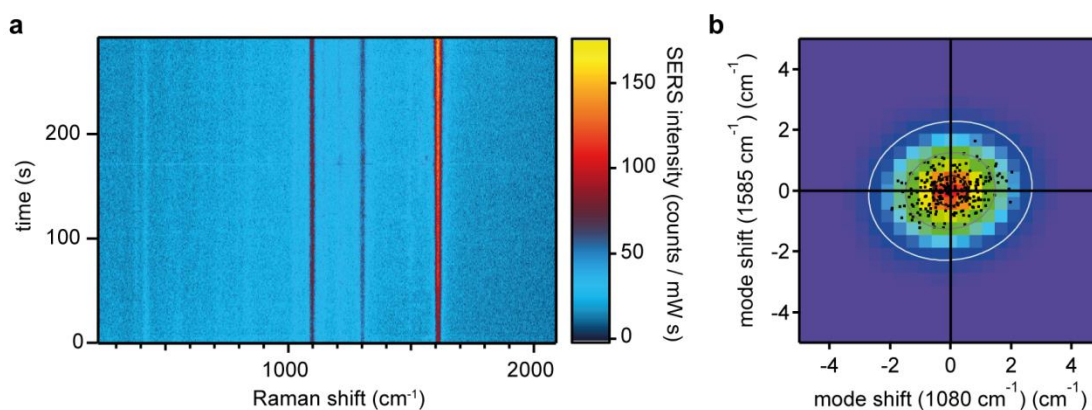 a
time (s)
200
100
0
1000
2000
Raman shift (cm⁻¹)
150
100
50
0
SERS intensity (counts / mW s)
b
mode shift (1585 cm⁻¹) (cm⁻¹)
4
2
0
-2
-4
-4
-2
0
2
4
mode shift (1080 cm⁻¹) (cm⁻¹)